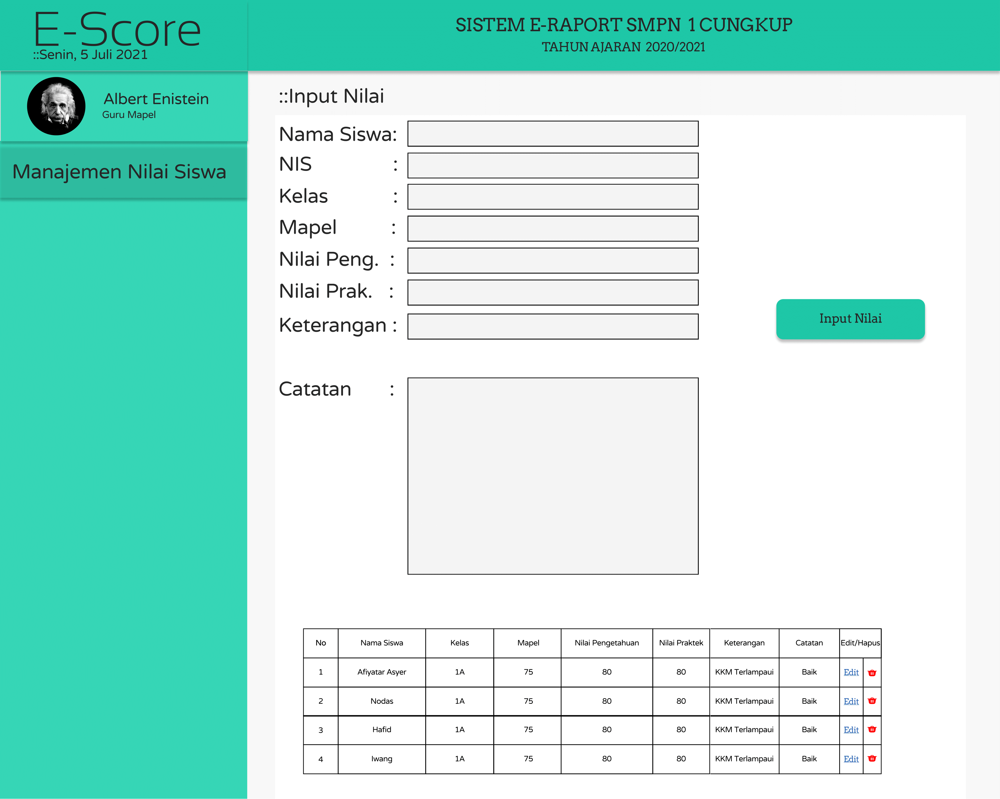 E-Score
::Senin, 5 Juli 2021
SISTEM E-RAPORT SMPN 1 CUNGKUP
TAHUN AJARAN 2020/2021
Albert Enistein
Guru Mapel
Manajemen Nilai Siswa
::Input Nilai
Nama Siswa:
NIS :
Kelas :
Mapel :
Nilai Peng. :
Nilai Prak. :
Keterangan :
Input Nilai
Catatan :
No Nama Siswa Kelas Mapel Nilai Pengetahuan Nilai Praktek Keterangan Catatan Edit/Hapus
1 Afiyatar Asyer 1A 75 80 80 KKM Terlampaui Baik Edit
2 Nodas 1A 75 80 80 KKM Terlampaui Baik Edit
3 Hafid 1A 75 80 80 KKM Terlampaui Baik Edit
4 Iwang 1A 75 80 80 KKM Terlampaui Baik Edit